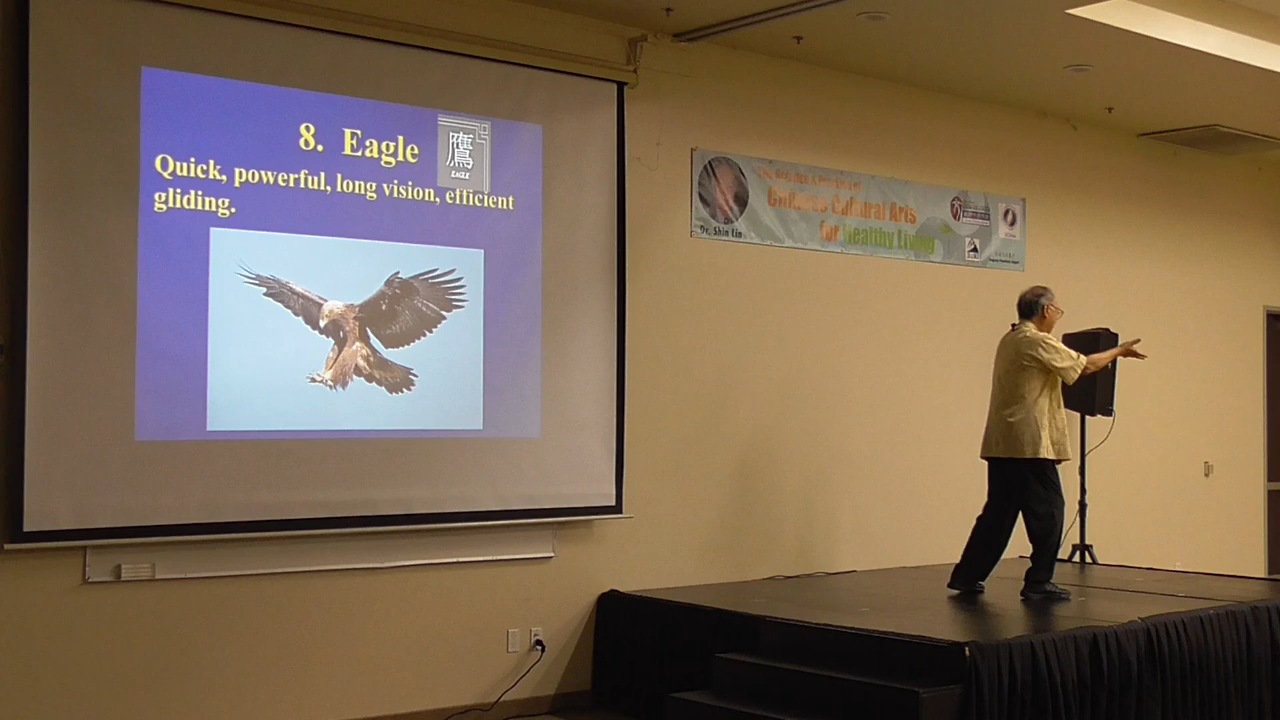 8. Eagle
鷹
EAGLE
Quick, powerful, long vision, efficient
gliding.
Chinese Cultural Arts
for Healthy Living
Dr. Shin Lin